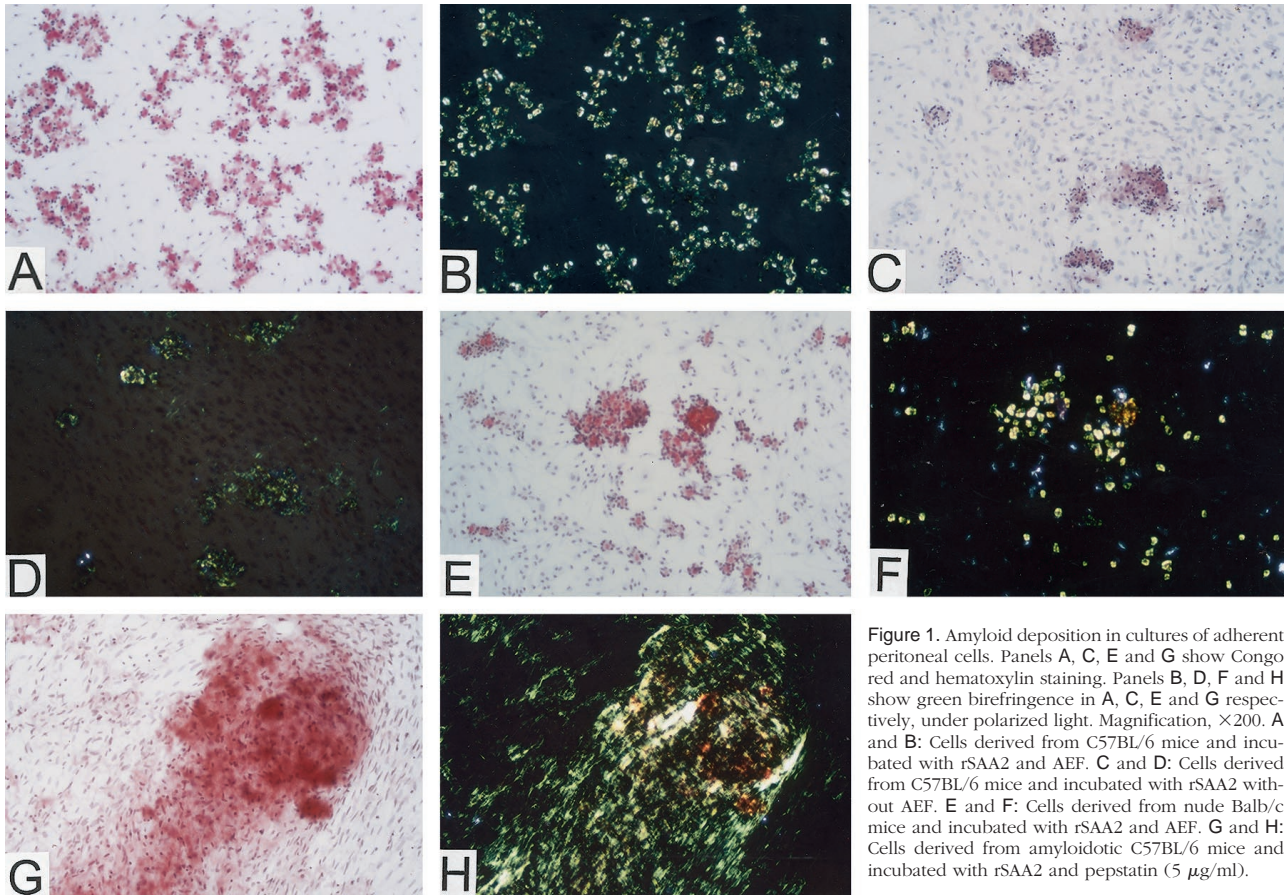 A
B
C
D
E
F
G
H
Figure 1. Amyloid deposition in cultures of adherent
peritoneal cells. Panels A, C, E and G show Congo
red and hematoxylin staining. Panels B, D, F and H
show green birefringence in A, C, E and G respec-
tively, under polarized light. Magnification, ×200. A
and B: Cells derived from C57BL/6 mice and incu-
bated with rSAA2 and AEF. C and D: Cells derived
from C57BL/6 mice and incubated with rSAA2 with-
out AEF. E and F: Cells derived from nude Balb/c
mice and incubated with rSAA2 and AEF. G and H:
Cells derived from amyloidotic C57BL/6 mice and
incubated with rSAA2 and pepstatin (5 μg/ml).